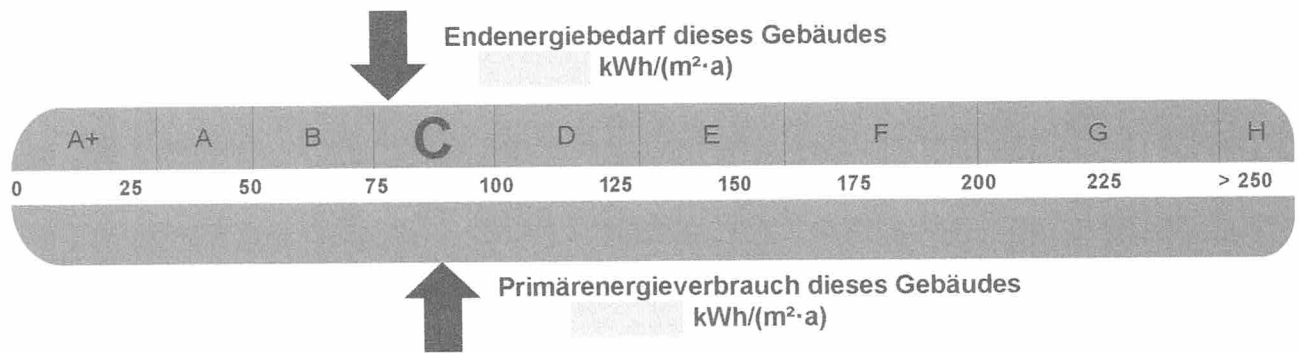 Endenergiebedarf dieses Gebäudes
kWh/(m²·a)
A+ A B C D E F G H
0 25 50 75 100 125 150 175 200 225 > 250
Primärenergieverbrauch dieses Gebäudes
kWh/(m²·a)